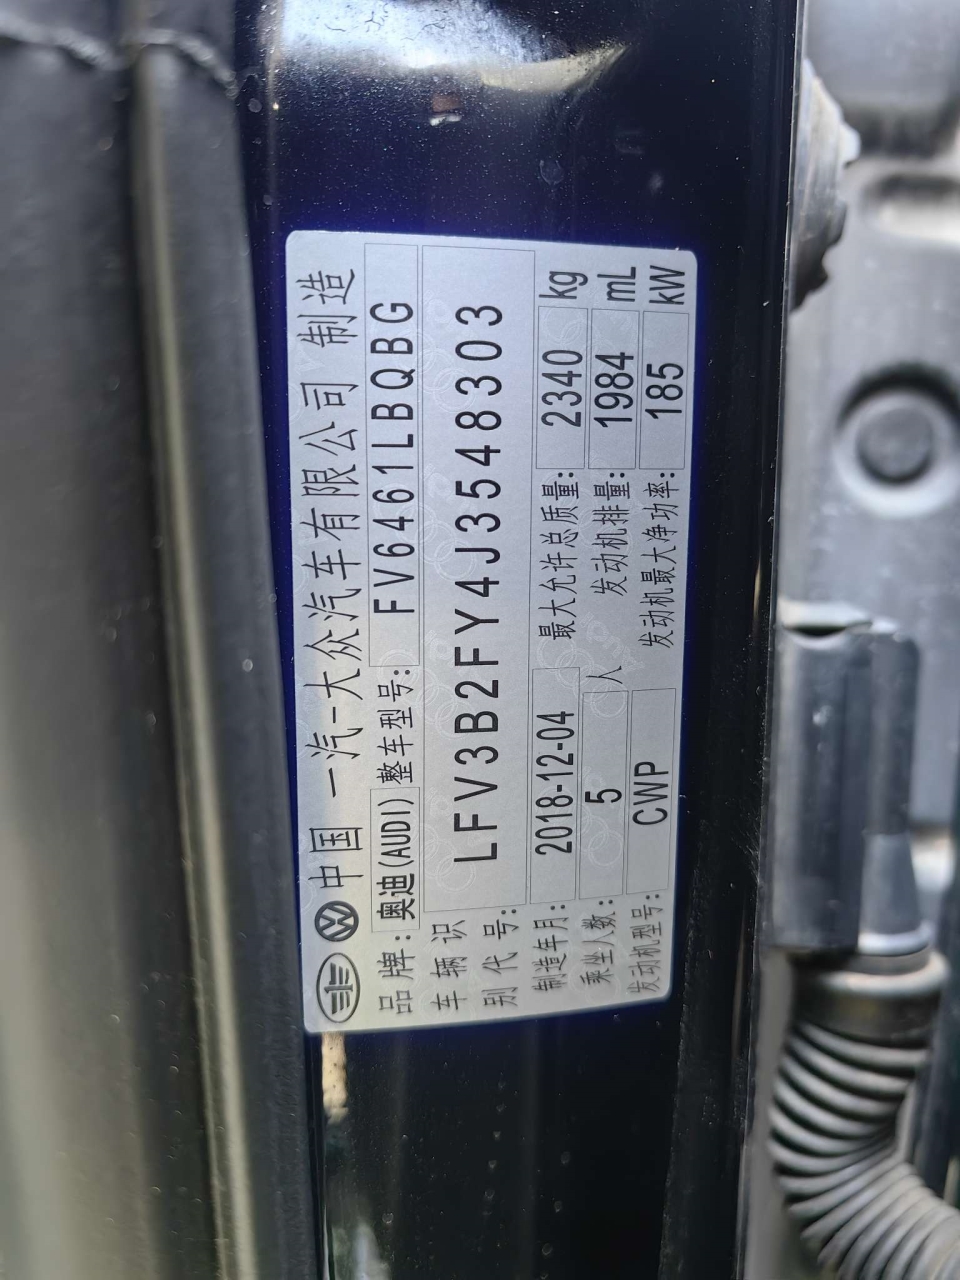 中国 一汽-大众汽车有限公司 制造
品牌: 奥迪(AUDI) 整车型号: FV6461LBQBG
车辆识别代号: LFV3B2FY4J3548303
制造年月: 2018-12-04 最大允许总质量: 2340 kg
乘坐人数: 5 人 发动机排量: 1984 mL
发动机型号: CWP 发动机最大净功率: 185 kW